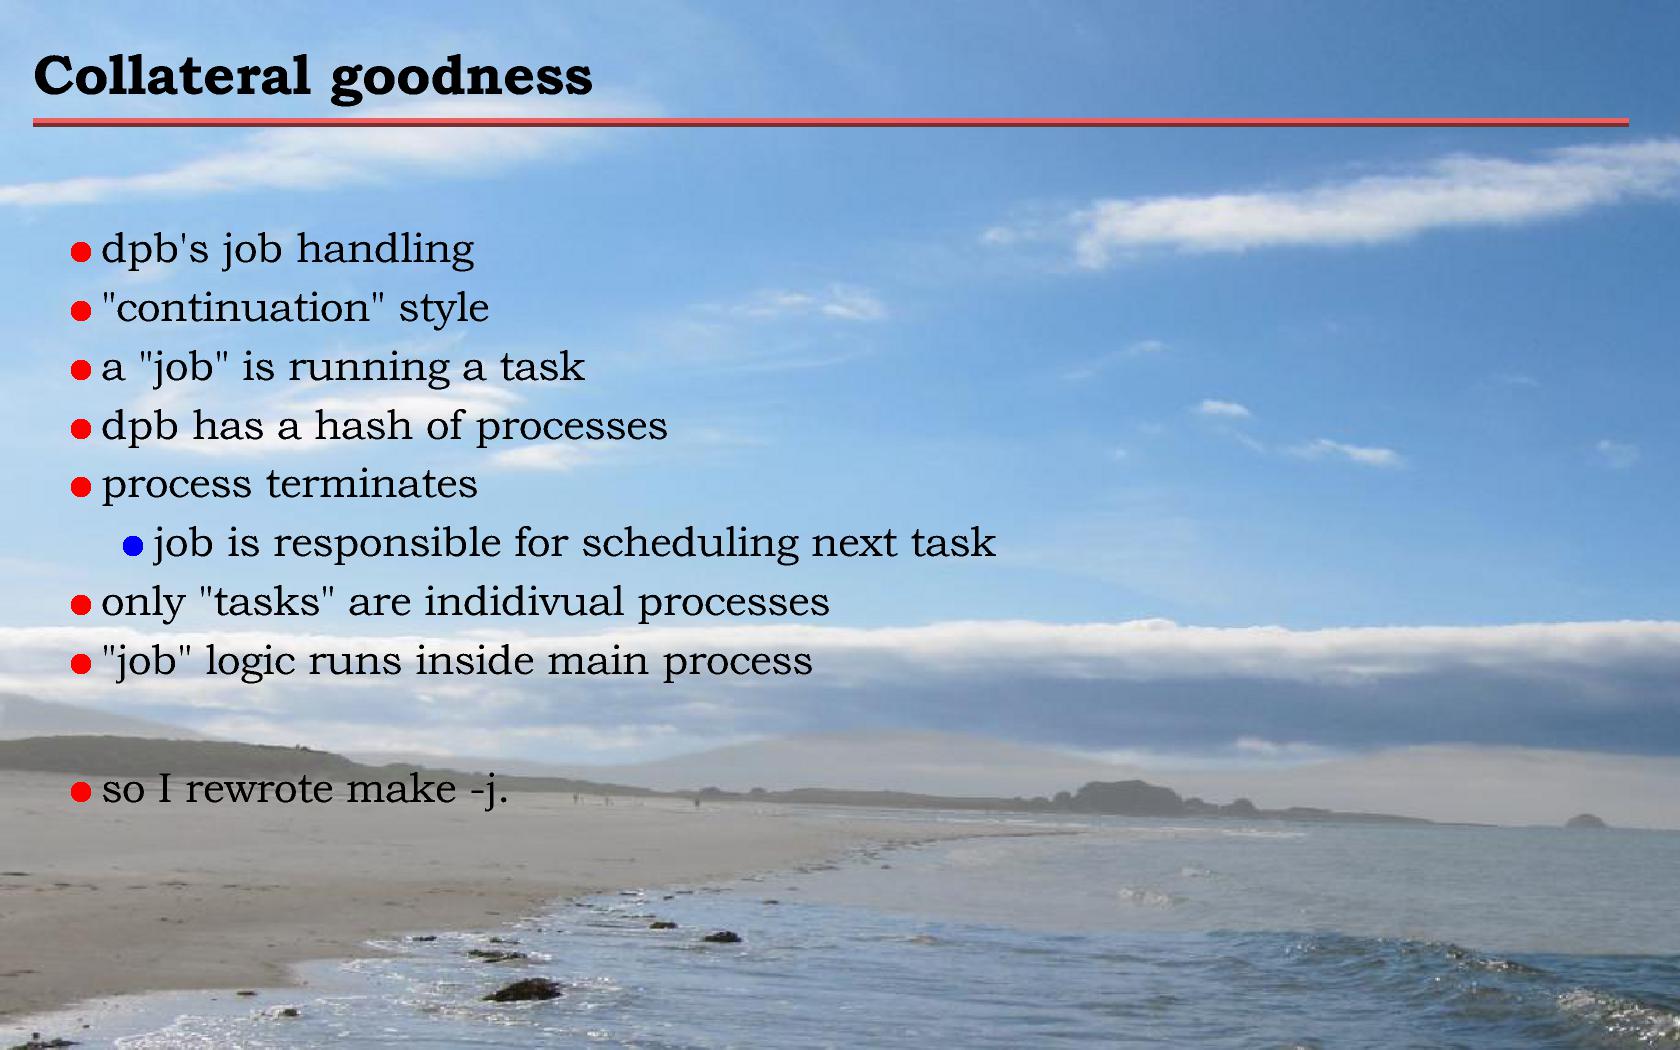 Collateral goodness
dpb's job handling
"continuation" style
a "job" is running a task
dpb has a hash of processes
process terminates
job is responsible for scheduling next task
only "tasks" are indidivual processes
"job" logic runs inside main process
so I rewrote make -j.